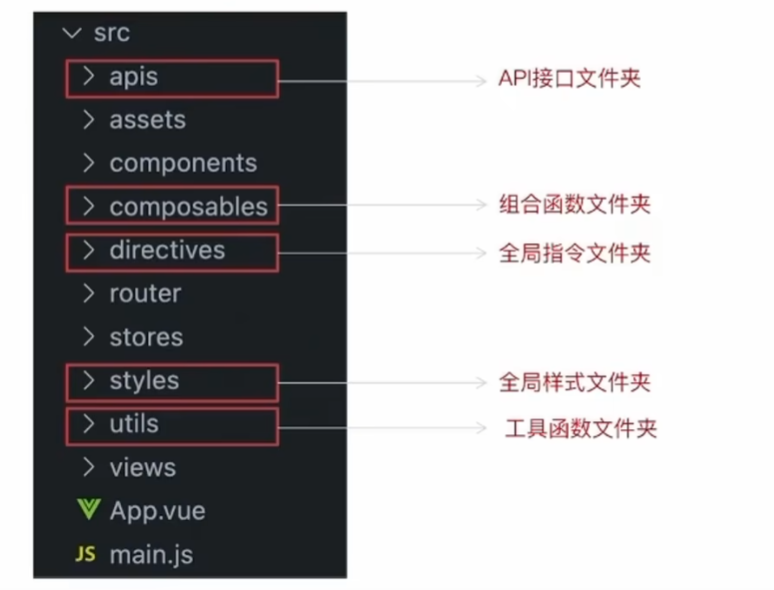 src
apis API接口文件夹
assets
components
composables 组合函数文件夹
directives 全局指令文件夹
router
stores
styles 全局样式文件夹
utils 工具函数文件夹
views
App.vue
JS main.js